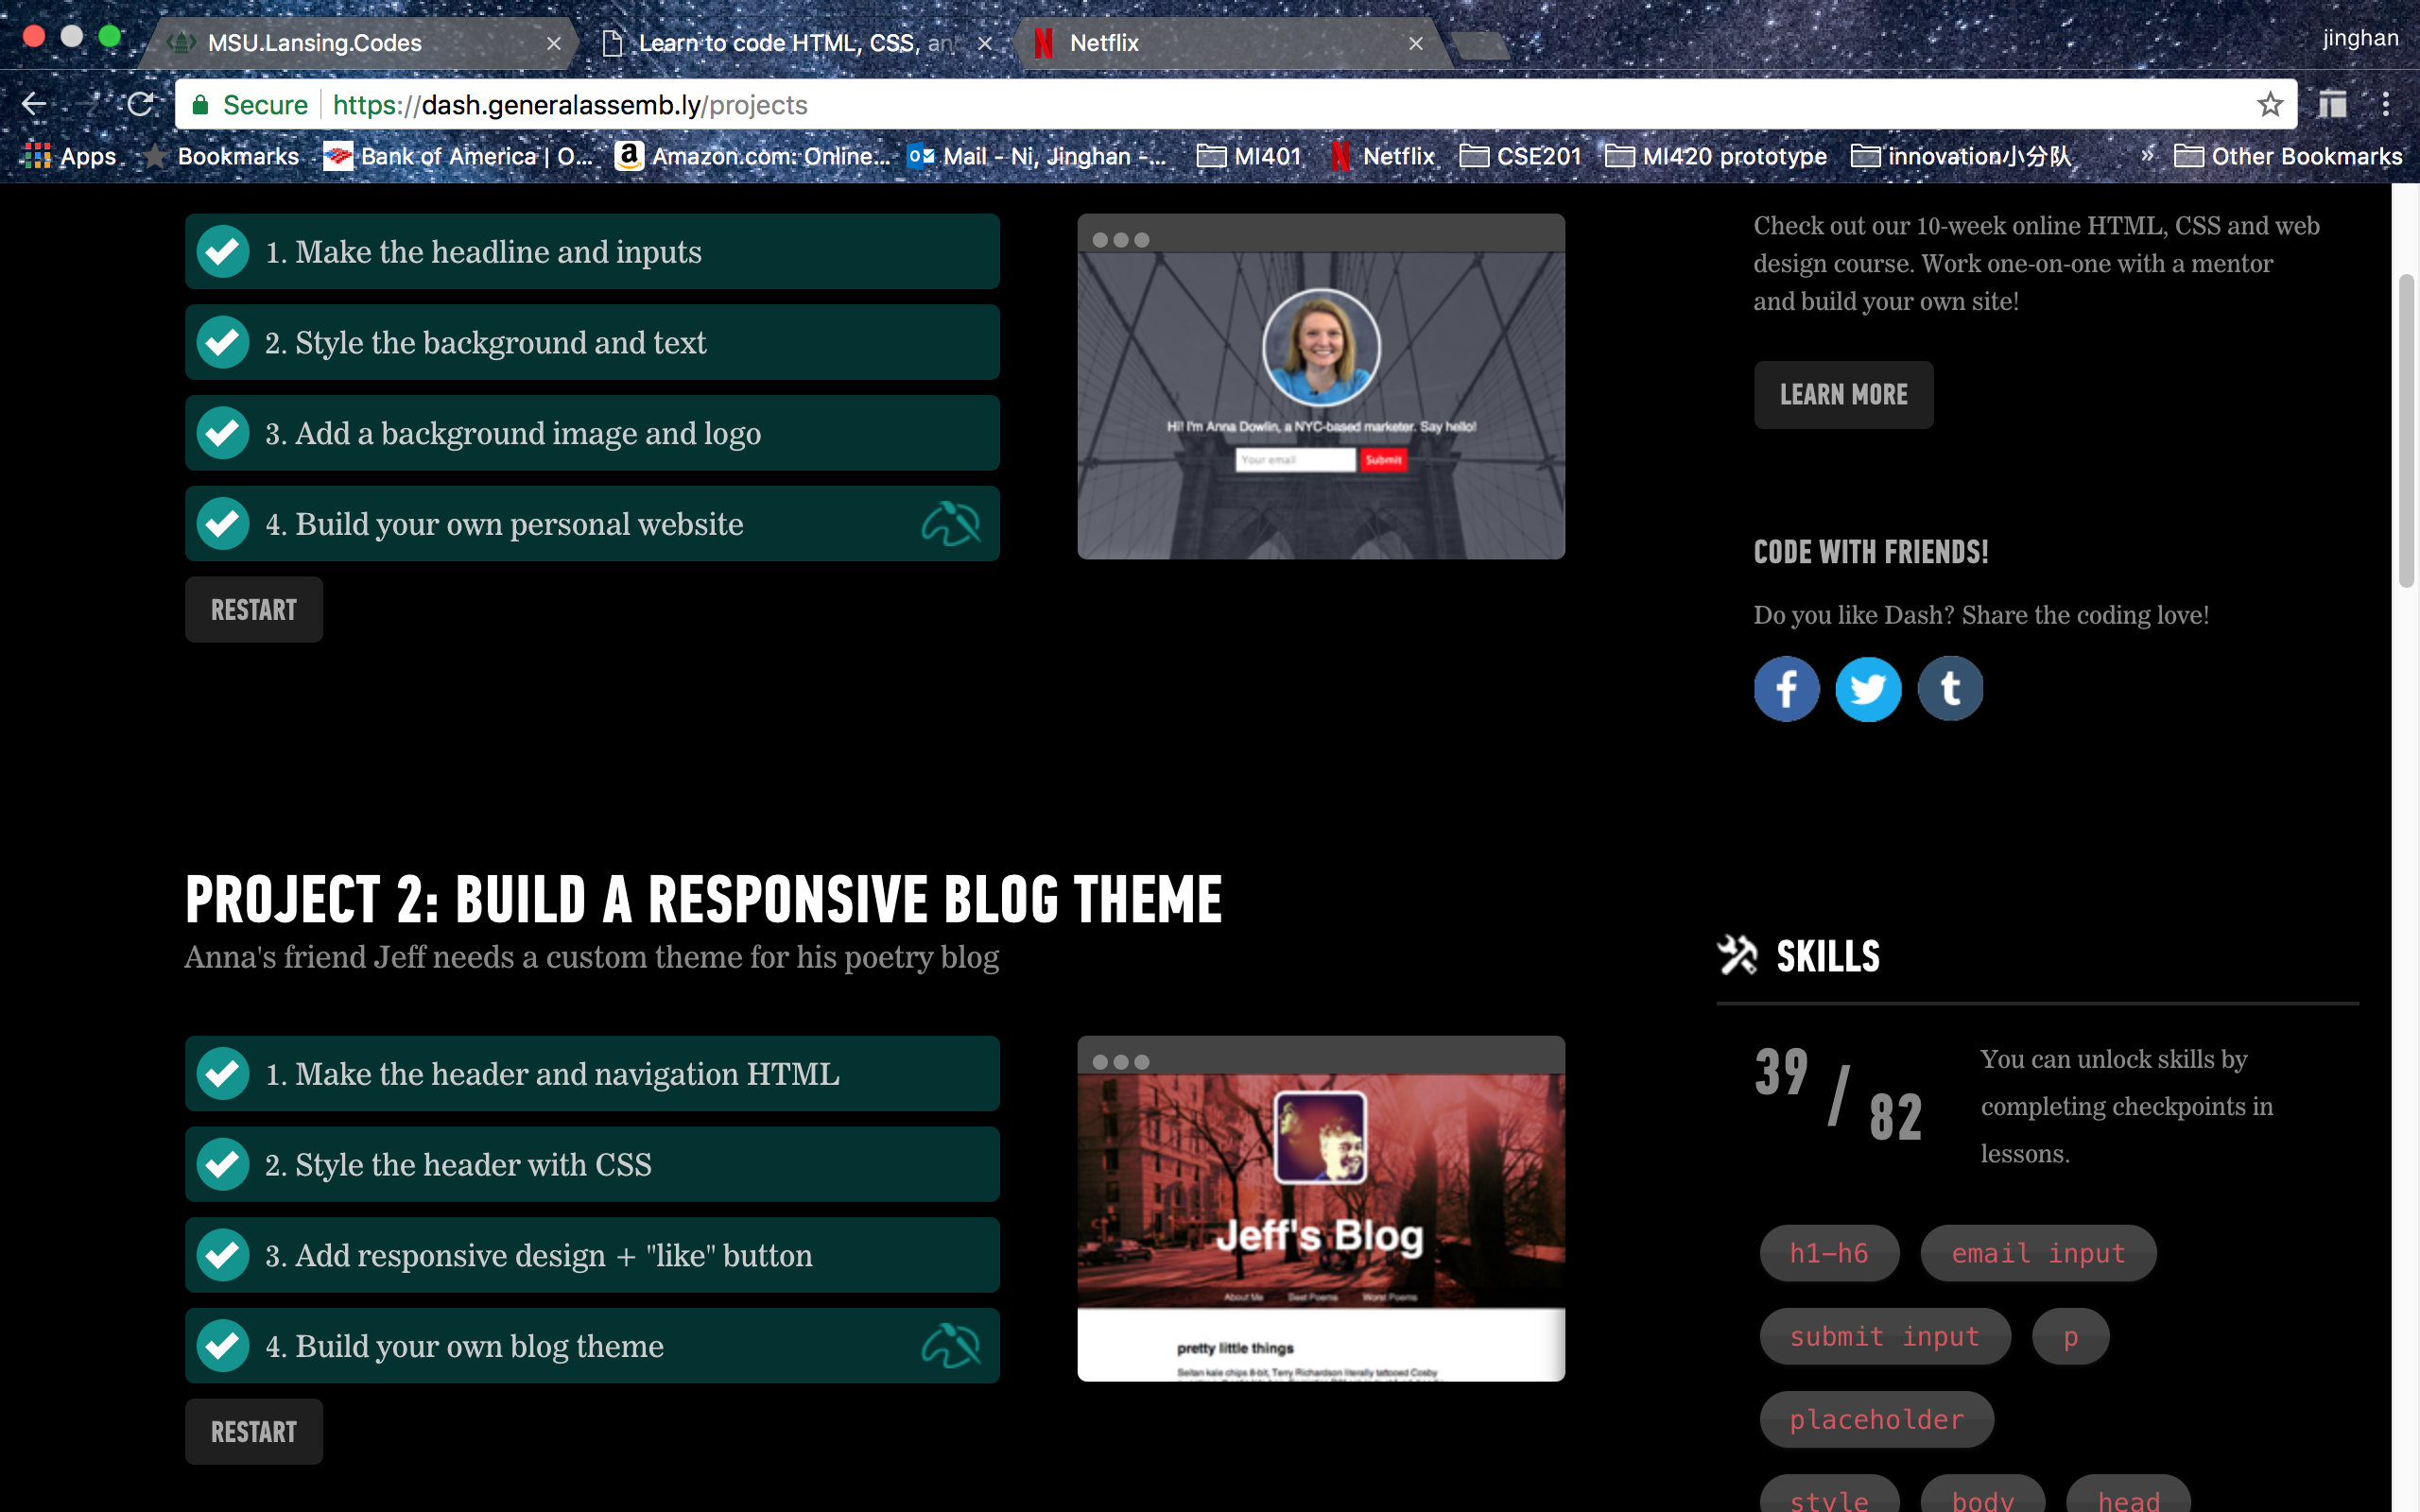 MSU.Lansing.Codes
Learn to code HTML, CSS, an
Netflix
jinghan
Secure https://dash.generalassemb.ly/projects
Apps Bookmarks Bank of America | O... Amazon.com: Online... Mail - Ni, Jinghan -... MI401 Netflix CSE201 MI420 prototype innovation小分队 » Other Bookmarks
1. Make the headline and inputs
2. Style the background and text
3. Add a background image and logo
4. Build your own personal website
RESTART
Hi! I'm Anna Dowlin, a NYC-based marketer. Say hello!
Your email Submit
Check out our 10-week online HTML, CSS and web
design course. Work one-on-one with a mentor
and build your own site!
LEARN MORE
CODE WITH FRIENDS!
Do you like Dash? Share the coding love!
PROJECT 2: BUILD A RESPONSIVE BLOG THEME
Anna's friend Jeff needs a custom theme for his poetry blog
1. Make the header and navigation HTML
2. Style the header with CSS
3. Add responsive design + "like" button
4. Build your own blog theme
RESTART
Jeff's Blog
About Me Best Poems Worst Poems
pretty little things
Seitan kale chips 8-bit, Terry Richardson literally tattooed Cosby
SKILLS
39 / 82
You can unlock skills by
completing checkpoints in
lessons.
h1-h6 email input
submit input p
placeholder
style body head